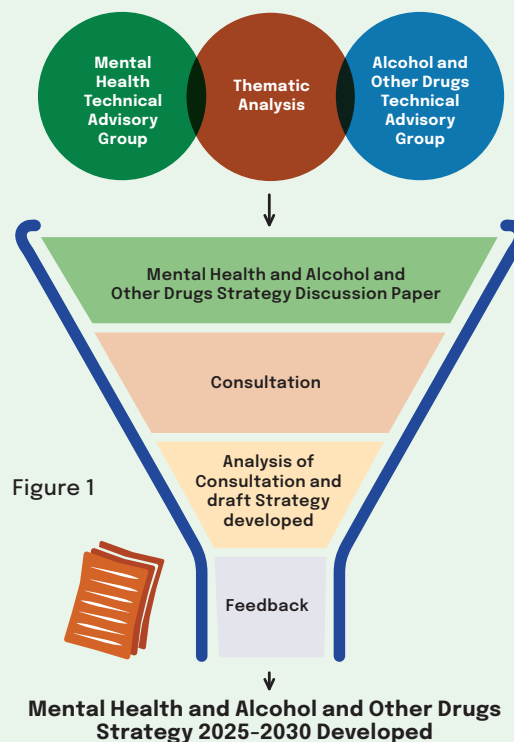 Mental
Health
Technical
Advisory
Group
Thematic
Analysis
Alcohol and
Other Drugs
Technical
Advisory
Group
Mental Health and Alcohol and
Other Drugs Strategy Discussion Paper
Consultation
Analysis of
Consultation and
draft Strategy
developed
Figure 1
Feedback
Mental Health and Alcohol and Other Drugs
Strategy 2025-2030 Developed